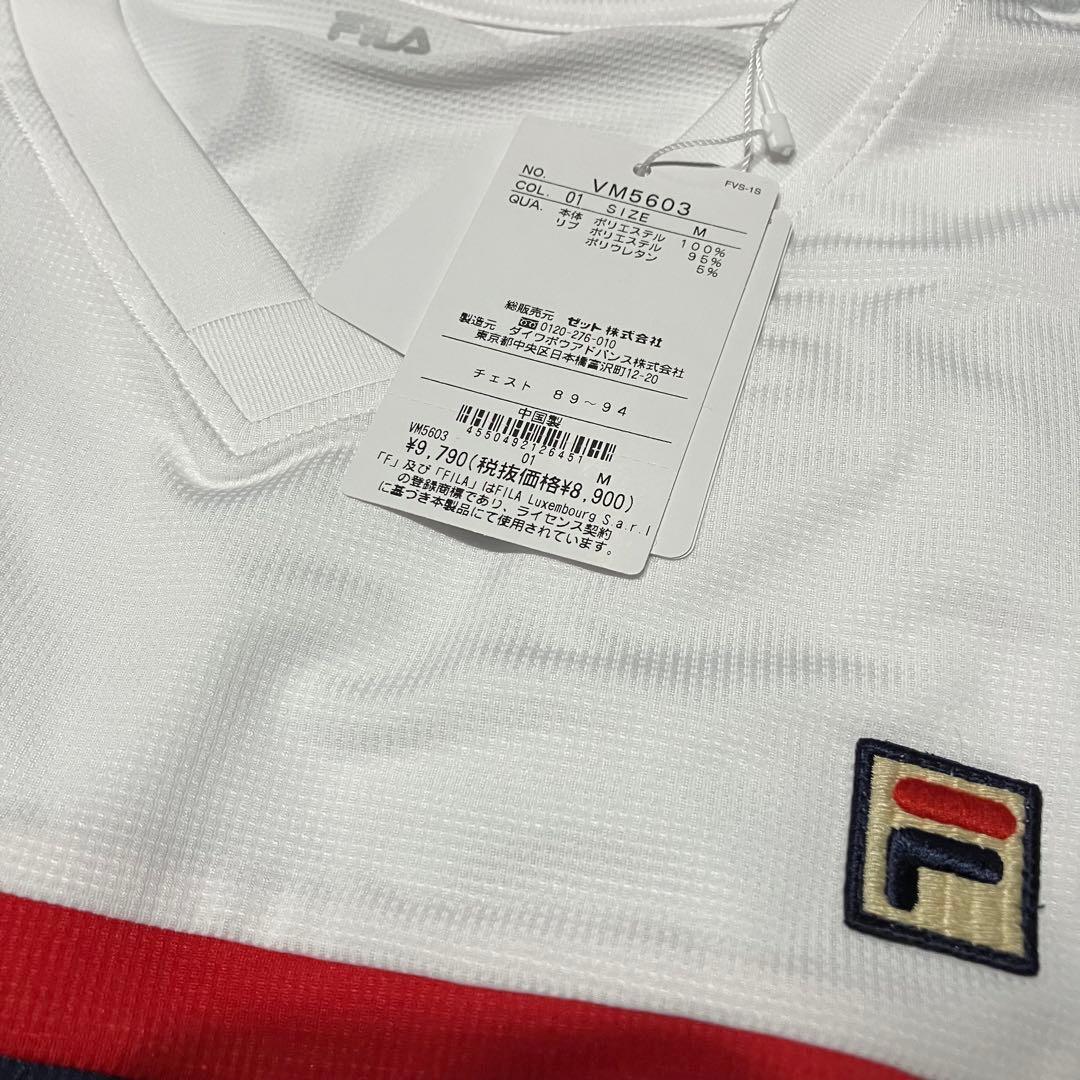 FILA
FVS-1S
NO. VM5603
COL. 01 SIZE M
QUA. 本体 ポリエステル 100%
リブ ポリエステル 95%
ポリウレタン 5%
総販売元 ゼット株式会社
0120-276-010
製造元 ダイワボウアドバンス株式会社
東京都中央区日本橋富沢町12-20
チェスト 89〜94
中国製
4550492126451
VM5603 01 M
¥9,790(税抜価格¥8,900)
「F」及び「FILA」はFILA Luxembourg S.a.r.l
の登録商標であり、ライセンス契約
に基づき本製品にて使用されています。